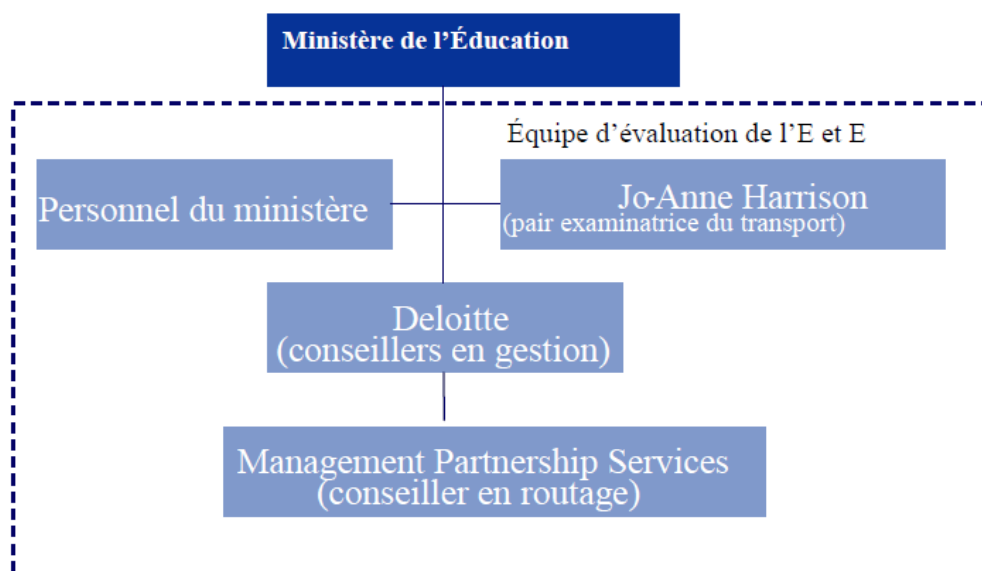 Ministère de l’Éducation
Équipe d’évaluation de l’E et E
Personnel du ministère
Jo-Anne Harrison
(pair examinatrice du transport)
Deloitte
(conseillers en gestion)
Management Partnership Services
(conseiller en routage)